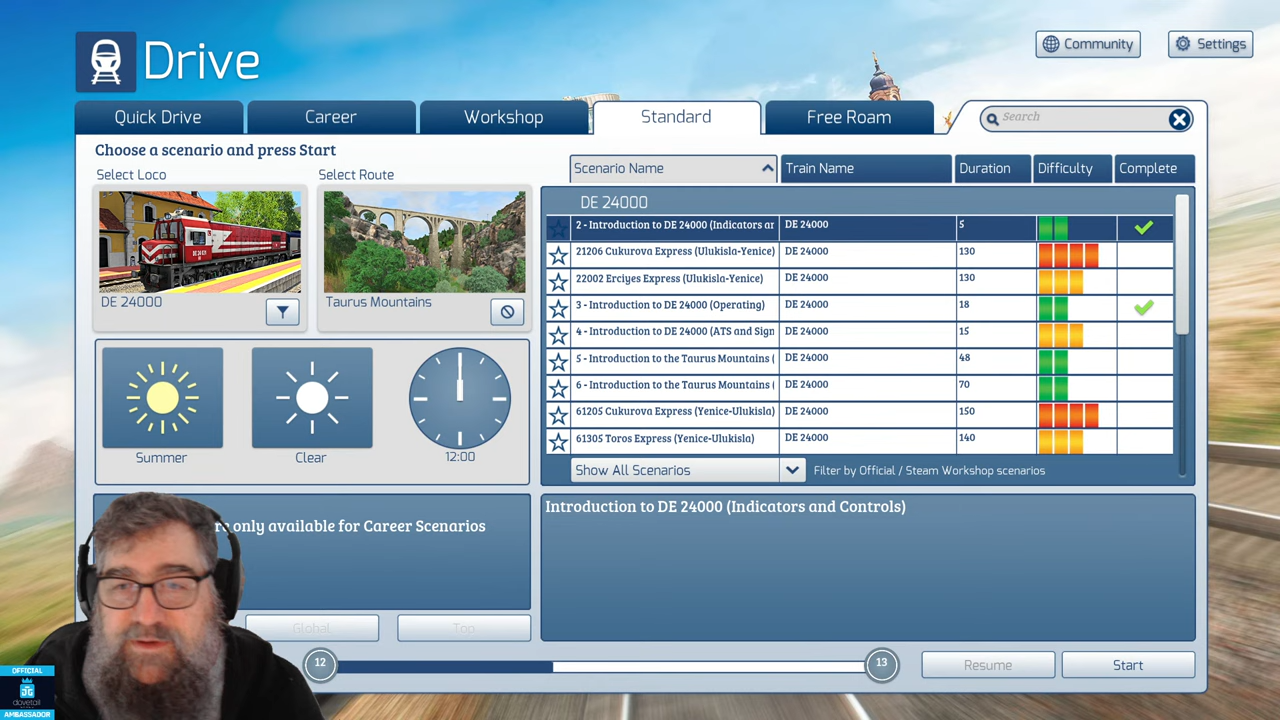 Drive
Community
Settings
Quick Drive
Career
Workshop
Standard
Free Roam
Search
Choose a scenario and press Start
Select Loco
Select Route
DE 24000
Taurus Mountains
Summer
Clear
12:00
Scenario Name
Train Name
Duration
Difficulty
Complete
DE 24000
2 - Introduction to DE 24000 (Indicators ar DE 24000 5
21206 Cukurova Express (Ulukisla-Yenice) DE 24000 130
22002 Erciyes Express (Ulukisla-Yenice) DE 24000 130
3 - Introduction to DE 24000 (Operating) DE 24000 18
4 - Introduction to DE 24000 (ATS and Sign DE 24000 15
5 - Introduction to the Taurus Mountains ( DE 24000 48
6 - Introduction to the Taurus Mountains ( DE 24000 70
61205 Cukurova Express (Yenice-Ulukisla) DE 24000 150
61305 Toros Express (Yenice-Ulukisla) DE 24000 140
Show All Scenarios
Filter by Official / Steam Workshop scenarios
only available for Career Scenarios
Global
Top
Introduction to DE 24000 (Indicators and Controls)
12
13
Resume
Start
OFFICIAL
dovetail
AMBASSADOR